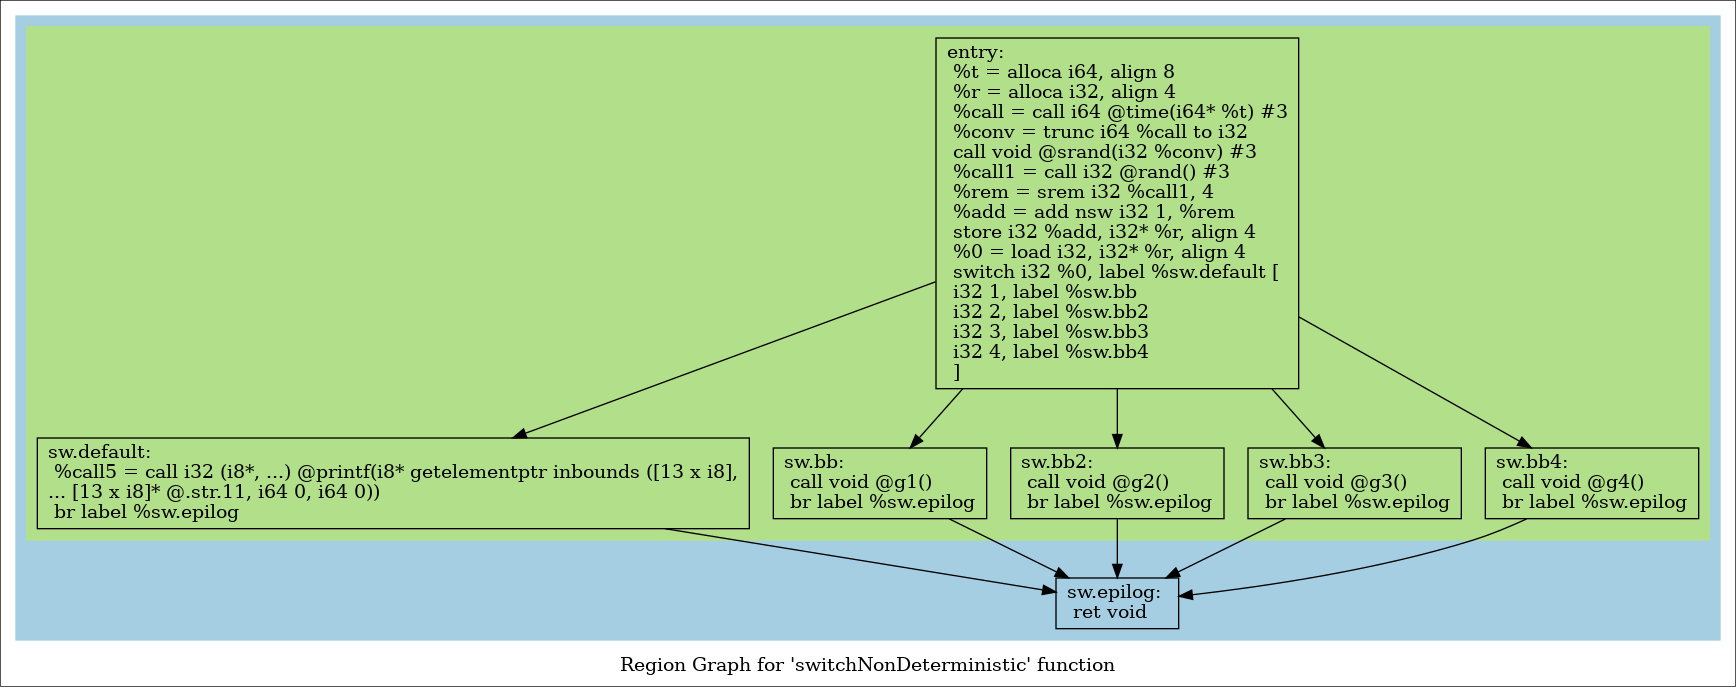 entry:
%t = alloca i64, align 8
%r = alloca i32, align 4
%call = call i64 @time(i64* %t) #3
%conv = trunc i64 %call to i32
call void @srand(i32 %conv) #3
%call1 = call i32 @rand() #3
%rem = srem i32 %call1, 4
%add = add nsw i32 1, %rem
store i32 %add, i32* %r, align 4
%0 = load i32, i32* %r, align 4
switch i32 %0, label %sw.default [
i32 1, label %sw.bb
i32 2, label %sw.bb2
i32 3, label %sw.bb3
i32 4, label %sw.bb4
]
sw.default:
%call5 = call i32 (i8*, ...) @printf(i8* getelementptr inbounds ([13 x i8],
... [13 x i8]* @.str.11, i64 0, i64 0))
br label %sw.epilog
sw.bb:
call void @g1()
br label %sw.epilog
sw.bb2:
call void @g2()
br label %sw.epilog
sw.bb3:
call void @g3()
br label %sw.epilog
sw.bb4:
call void @g4()
br label %sw.epilog
sw.epilog:
ret void
Region Graph for 'switchNonDeterministic' function